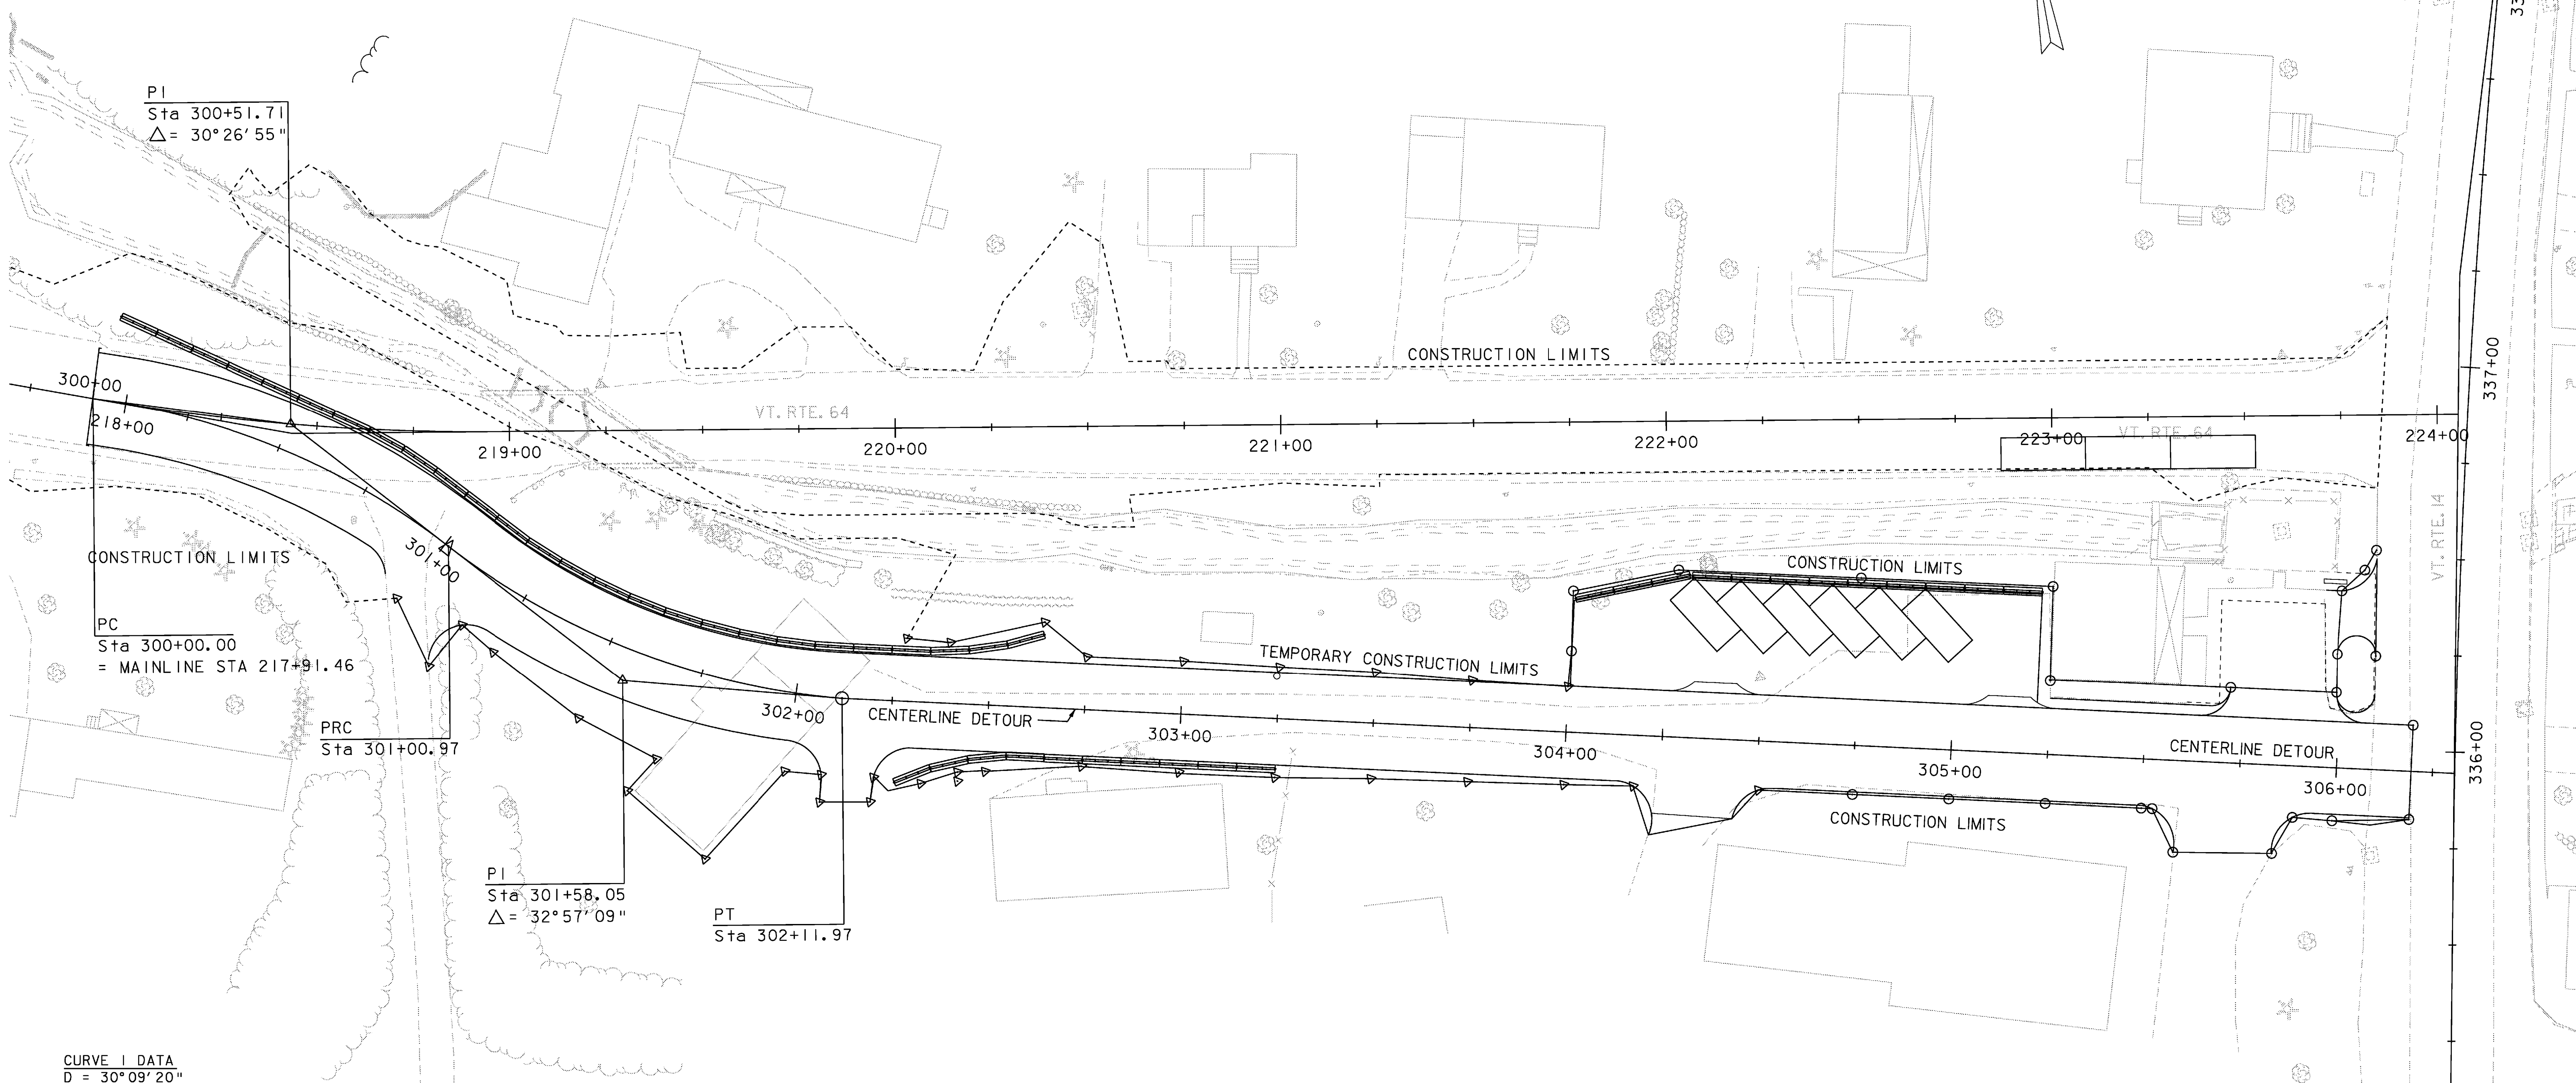 PI
Sta 300+51.71
△= 30°26'55"
300+00
218+00
VT. RTE. 64
219+00
220+00
221+00
222+00
223+00
VT. RTE. 64
224+00
CONSTRUCTION LIMITS
337+00
CONSTRUCTION LIMITS
301+00
PC
Sta 300+00.00
= MAINLINE STA 217+91.46
PRC
Sta 301+00.97
CONSTRUCTION LIMITS
TEMPORARY CONSTRUCTION LIMITS
VT. RTE. 14
302+00
CENTERLINE DETOUR
303+00
304+00
305+00
CENTERLINE DETOUR
306+00
336+00
CONSTRUCTION LIMITS
PI
Sta 301+58.05
△= 32°57'09"
PT
Sta 302+11.97
CURVE 1 DATA
D = 30°09'20"